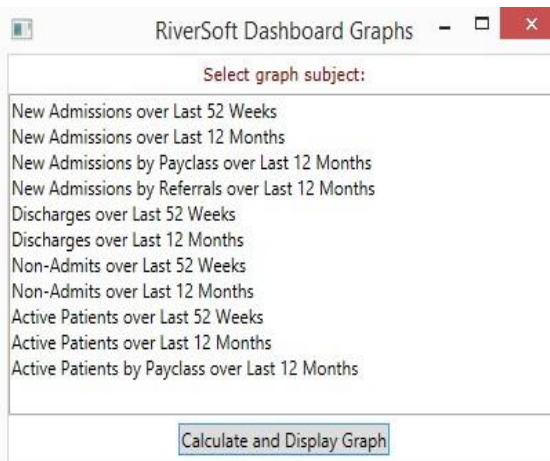 RiverSoft Dashboard Graphs
Select graph subject:
New Admissions over Last 52 Weeks
New Admissions over Last 12 Months
New Admissions by Payclass over Last 12 Months
New Admissions by Referrals over Last 12 Months
Discharges over Last 52 Weeks
Discharges over Last 12 Months
Non-Admits over Last 52 Weeks
Non-Admits over Last 12 Months
Active Patients over Last 52 Weeks
Active Patients over Last 12 Months
Active Patients by Payclass over Last 12 Months
Calculate and Display Graph